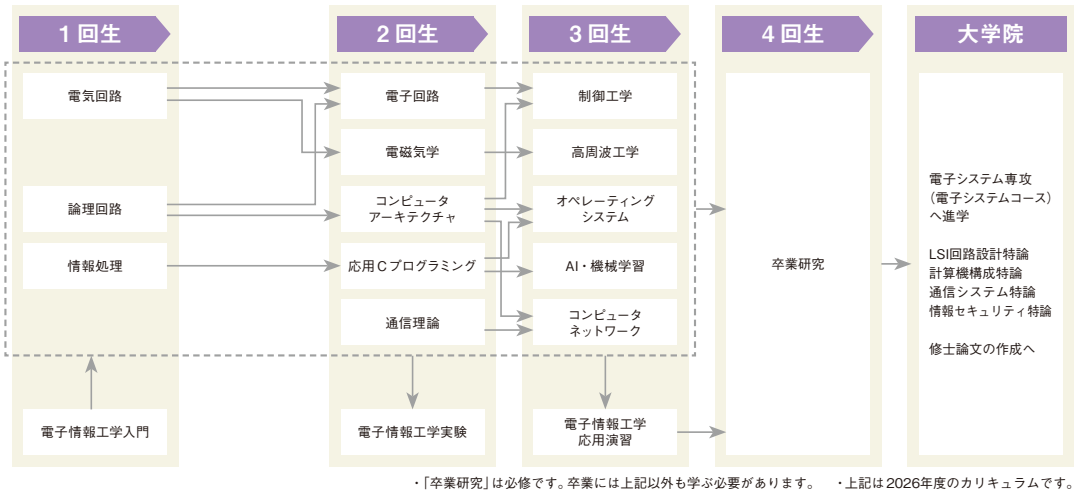 1回生
2回生
3回生
4回生
大学院
電気回路
論理回路
情報処理
電子情報工学入門
電子回路
電磁気学
コンピュータ
アーキテクチャ
応用Cプログラミング
通信理論
電子情報工学実験
制御工学
高周波工学
オペレーティング
システム
AI・機械学習
コンピュータ
ネットワーク
電子情報工学
応用演習
卒業研究
電子システム専攻
（電子システムコース）
へ進学
LSI回路設計特論
計算機構成特論
通信システム特論
情報セキュリティ特論
修士論文の作成へ
・「卒業研究」は必修です。卒業には上記以外も学ぶ必要があります。 ・上記は2026年度のカリキュラムです。